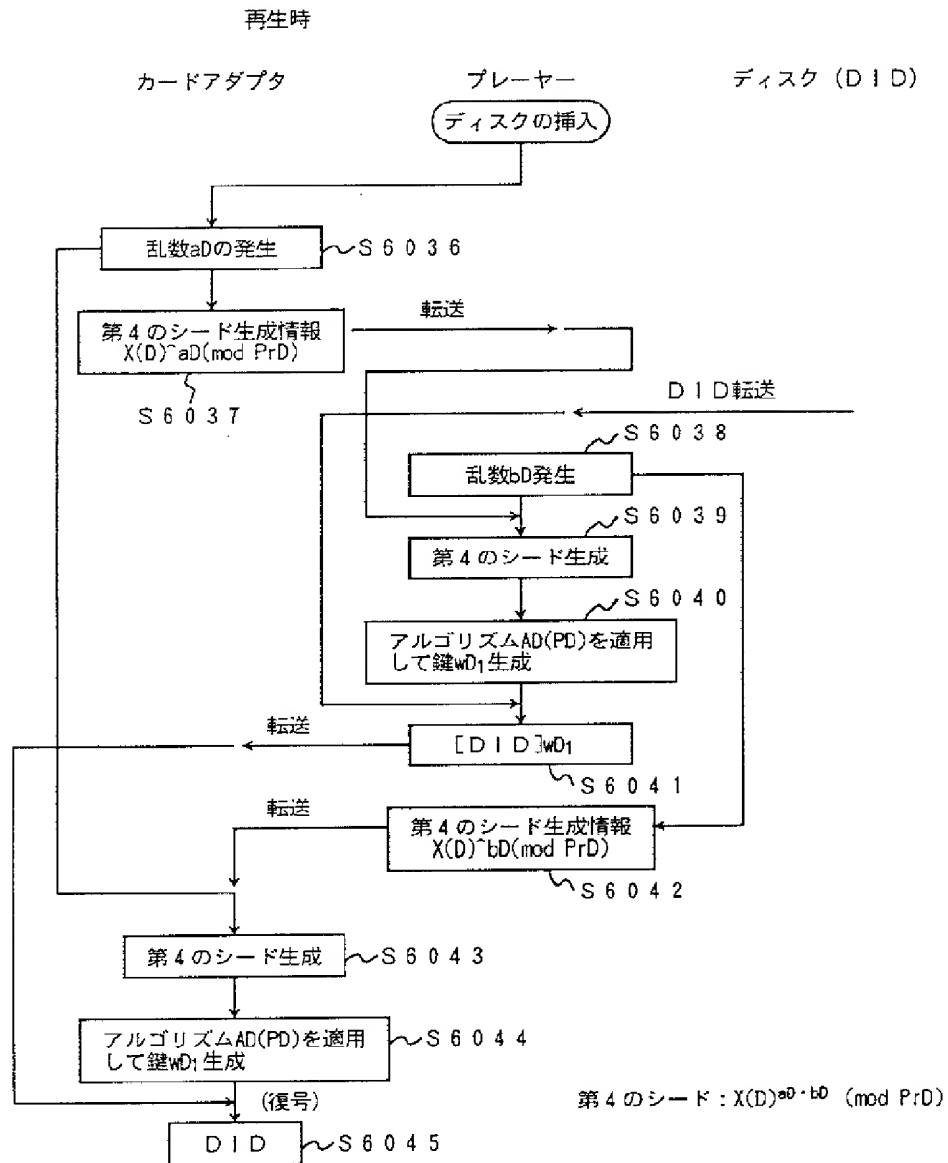 再生時
カードアダプタ
プレーヤー
ディスク (DID)
ディスクの挿入
乱数aDの発生
S6036
第4のシード生成情報
X(D)^aD(mod PrD)
S6037
転送
DID転送
S6038
乱数bD発生
S6039
第4のシード生成
S6040
アルゴリズムAD(PD)を適用
して鍵wD₁生成
転送
[DID]wD₁
S6041
転送
第4のシード生成情報
X(D)^bD(mod PrD)
S6042
第4のシード生成
S6043
アルゴリズムAD(PD)を適用
して鍵wD₁生成
S6044
(復号)
第4のシード:X(D)^aD・bD (mod PrD)
DID
S6045